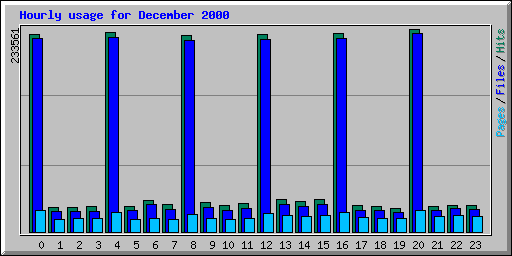 Hourly usage for December 2000
233561
Pages/Files/Hits
0 1 2 3 4 5 6 7 8 9 10 11 12 13 14 15 16 17 18 19 20 21 22 23